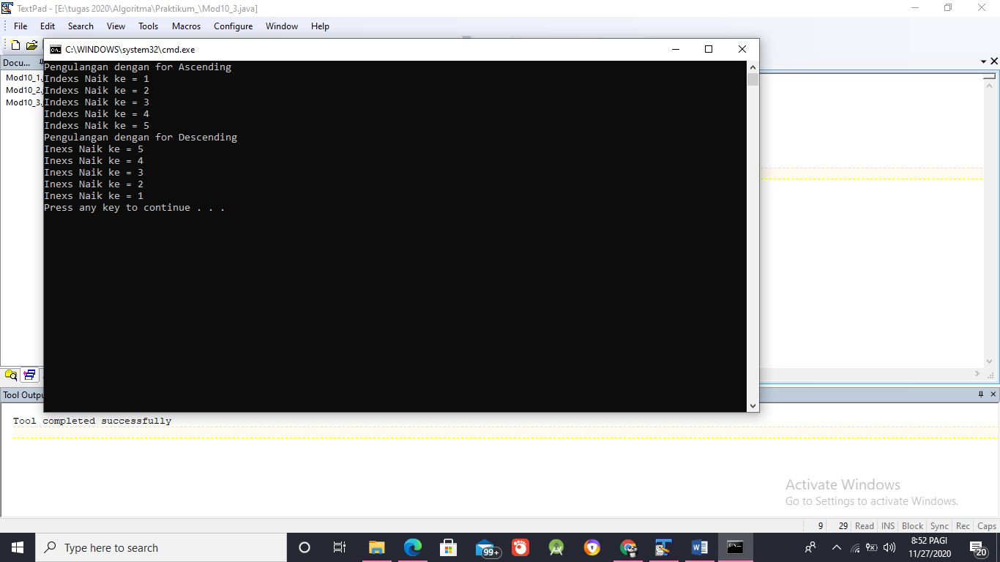 TextPad - [E:\tugas 2020\Algoritma\Praktikum_\Mod10_3.java]
File Edit Search View Tools Macros Configure Window Help
C:\WINDOWS\system32\cmd.exe
Docu...
Mod10_1.
Mod10_2.
Mod10_3.
Pengulangan dengan for Ascending
Indexs Naik ke = 1
Indexs Naik ke = 2
Indexs Naik ke = 3
Indexs Naik ke = 4
Indexs Naik ke = 5
Pengulangan dengan for Descending
Inexs Naik ke = 5
Inexs Naik ke = 4
Inexs Naik ke = 3
Inexs Naik ke = 2
Inexs Naik ke = 1
Press any key to continue . . .
Tool Outpu
Tool completed successfully
Activate Windows
Go to Settings to activate Windows.
9 29 Read INS Block Sync Rec Caps
Type here to search
99+
8:52 PAGI
11/27/2020
20